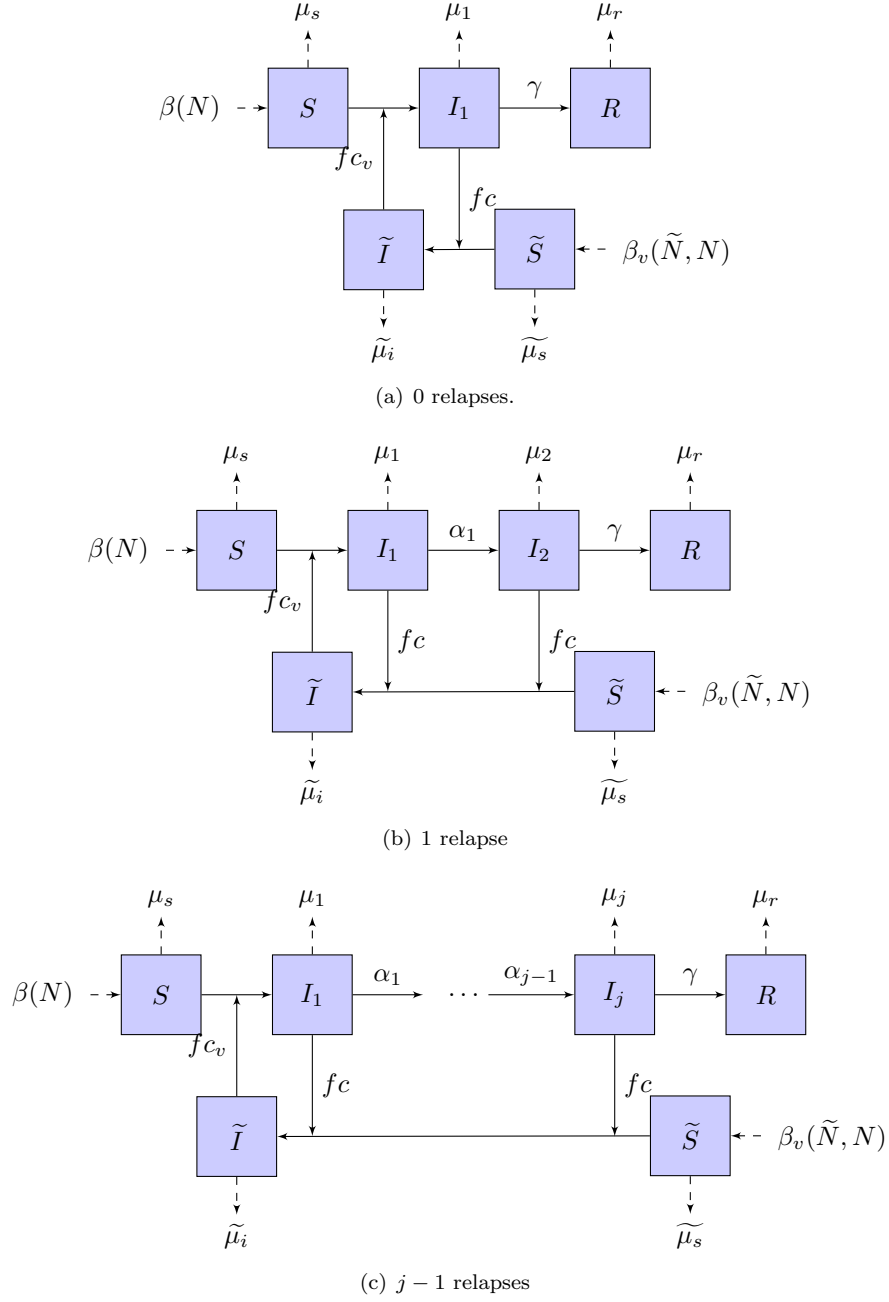 μ_s μ_1 μ_r
β(N) S I_1 γ R
fc_v fc
Ĩ S̃ β_v(Ñ, N)
μ̃_i μ̃_s
(a) 0 relapses.
μ_s μ_1 μ_2 μ_r
β(N) S I_1 α_1 I_2 γ R
fc_v fc fc
Ĩ S̃ β_v(Ñ, N)
μ̃_i μ̃_s
(b) 1 relapse
μ_s μ_1 μ_j μ_r
β(N) S I_1 α_1 ⋯ α_{j−1} I_j γ R
fc_v fc fc
Ĩ S̃ β_v(Ñ, N)
μ̃_i μ̃_s
(c) j − 1 relapses